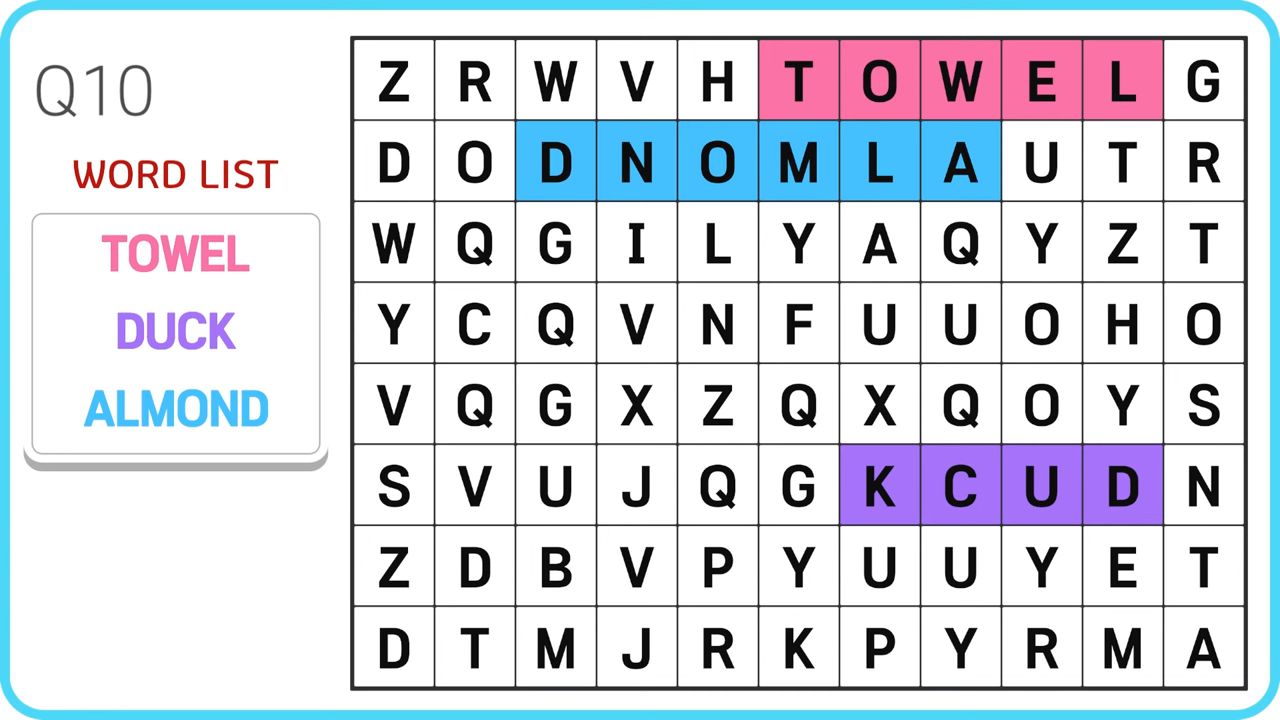 Q10
WORD LIST
TOWEL
DUCK
ALMOND
Z R W V H T O W E L G
D O D N O M L A U T R
W Q G I L Y A Q Y Z T
Y C Q V N F U U O H O
V Q G X Z Q X Q O Y S
S V U J Q G K C U D N
Z D B V P Y U U Y E T
D T M J R K P Y R M A